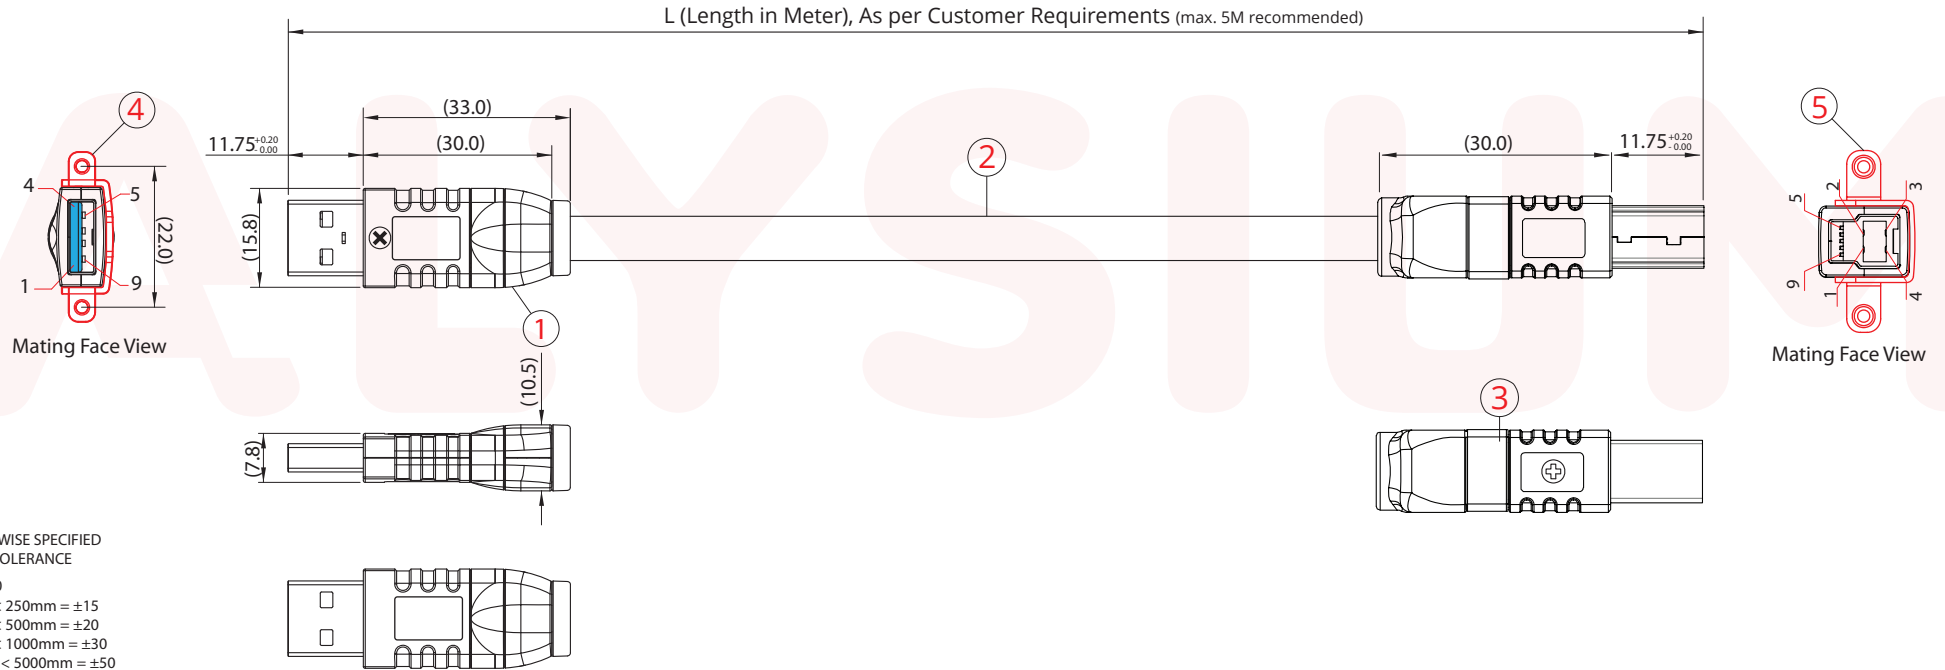 L (Length in Meter), As per Customer Requirements (max. 5M recommended)
4
(33.0)
5
11.75 +0.20 -0.00
(30.0)
2
(30.0)
11.75 +0.20 -0.00
4
5
1
9
(22.0)
(15.8)
5
2
3
9
1
4
1
Mating Face View
Mating Face View
(10.5)
3
(7.8)
WISE SPECIFIED
OLERANCE
250mm = ±15
500mm = ±20
1000mm = ±30
< 5000mm = ±50
ALYSIUM